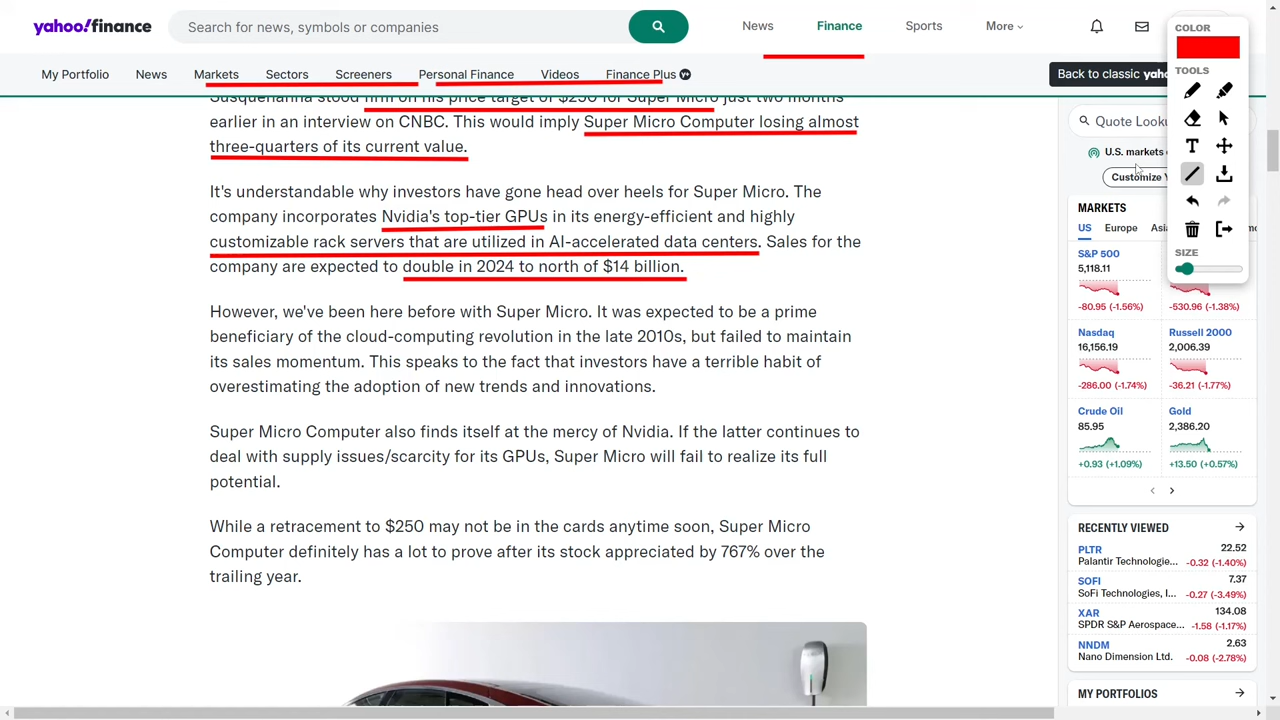 yahoo!finance
Search for news, symbols or companies
News
Finance
Sports
More
My Portfolio
News
Markets
Sectors
Screeners
Personal Finance
Videos
Finance Plus
Back to classic
COLOR
TOOLS
SIZE
Susquehanna stood firm on his price target of $250 for Super Micro just two months
earlier in an interview on CNBC. This would imply Super Micro Computer losing almost
three-quarters of its current value.
It's understandable why investors have gone head over heels for Super Micro. The
company incorporates Nvidia's top-tier GPUs in its energy-efficient and highly
customizable rack servers that are utilized in AI-accelerated data centers. Sales for the
company are expected to double in 2024 to north of $14 billion.
However, we've been here before with Super Micro. It was expected to be a prime
beneficiary of the cloud-computing revolution in the late 2010s, but failed to maintain
its sales momentum. This speaks to the fact that investors have a terrible habit of
overestimating the adoption of new trends and innovations.
Super Micro Computer also finds itself at the mercy of Nvidia. If the latter continues to
deal with supply issues/scarcity for its GPUs, Super Micro will fail to realize its full
potential.
While a retracement to $250 may not be in the cards anytime soon, Super Micro
Computer definitely has a lot to prove after its stock appreciated by 767% over the
trailing year.
Quote
U.S. markets
Customize
MARKETS
US Europe
S&P 500
5,118.11
-80.95 (-1.56%)
-530.96 (-1.38%)
Nasdaq
16,156.19
-286.00 (-1.74%)
Russell 2000
2,006.39
-36.21 (-1.77%)
Crude Oil
85.95
+0.93 (+1.09%)
Gold
2,386.20
+13.50 (+0.57%)
RECENTLY VIEWED
PLTR 22.52
Palantir Technologie... -0.32 (-1.40%)
SOFI 7.37
SoFi Technologies, I... -0.27 (-3.49%)
XAR 134.08
SPDR S&P Aerospace... -1.58 (-1.17%)
NNDM 2.63
Nano Dimension Ltd. -0.08 (-2.78%)
MY PORTFOLIOS